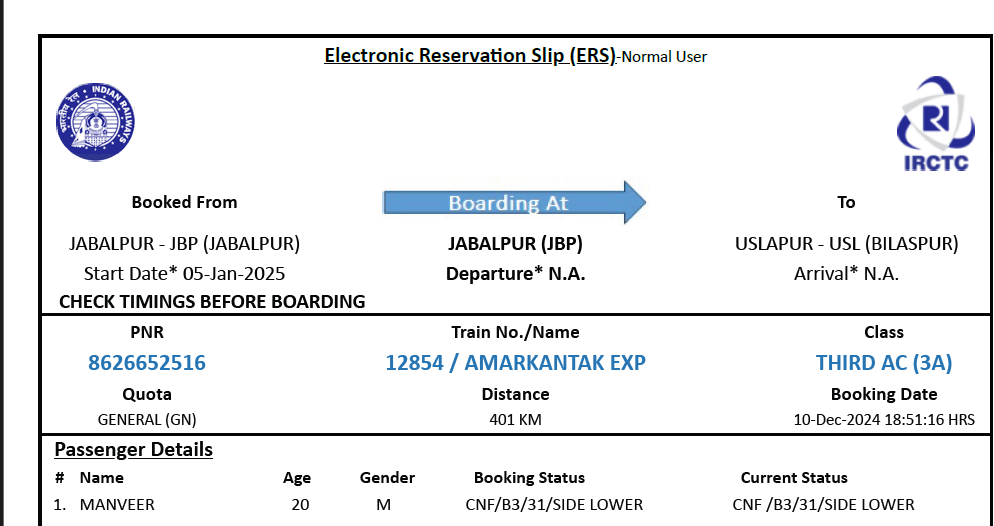 Electronic Reservation Slip (ERS)-Normal User
भारतीय रेल INDIAN RAILWAYS
IRCTC
Booked From Boarding At To
JABALPUR - JBP (JABALPUR) JABALPUR (JBP) USLAPUR - USL (BILASPUR)
Start Date* 05-Jan-2025 Departure* N.A. Arrival* N.A.
CHECK TIMINGS BEFORE BOARDING
PNR Train No./Name Class
8626652516 12854 / AMARKANTAK EXP THIRD AC (3A)
Quota Distance Booking Date
GENERAL (GN) 401 KM 10-Dec-2024 18:51:16 HRS
Passenger Details
# Name Age Gender Booking Status Current Status
1. MANVEER 20 M CNF/B3/31/SIDE LOWER CNF /B3/31/SIDE LOWER